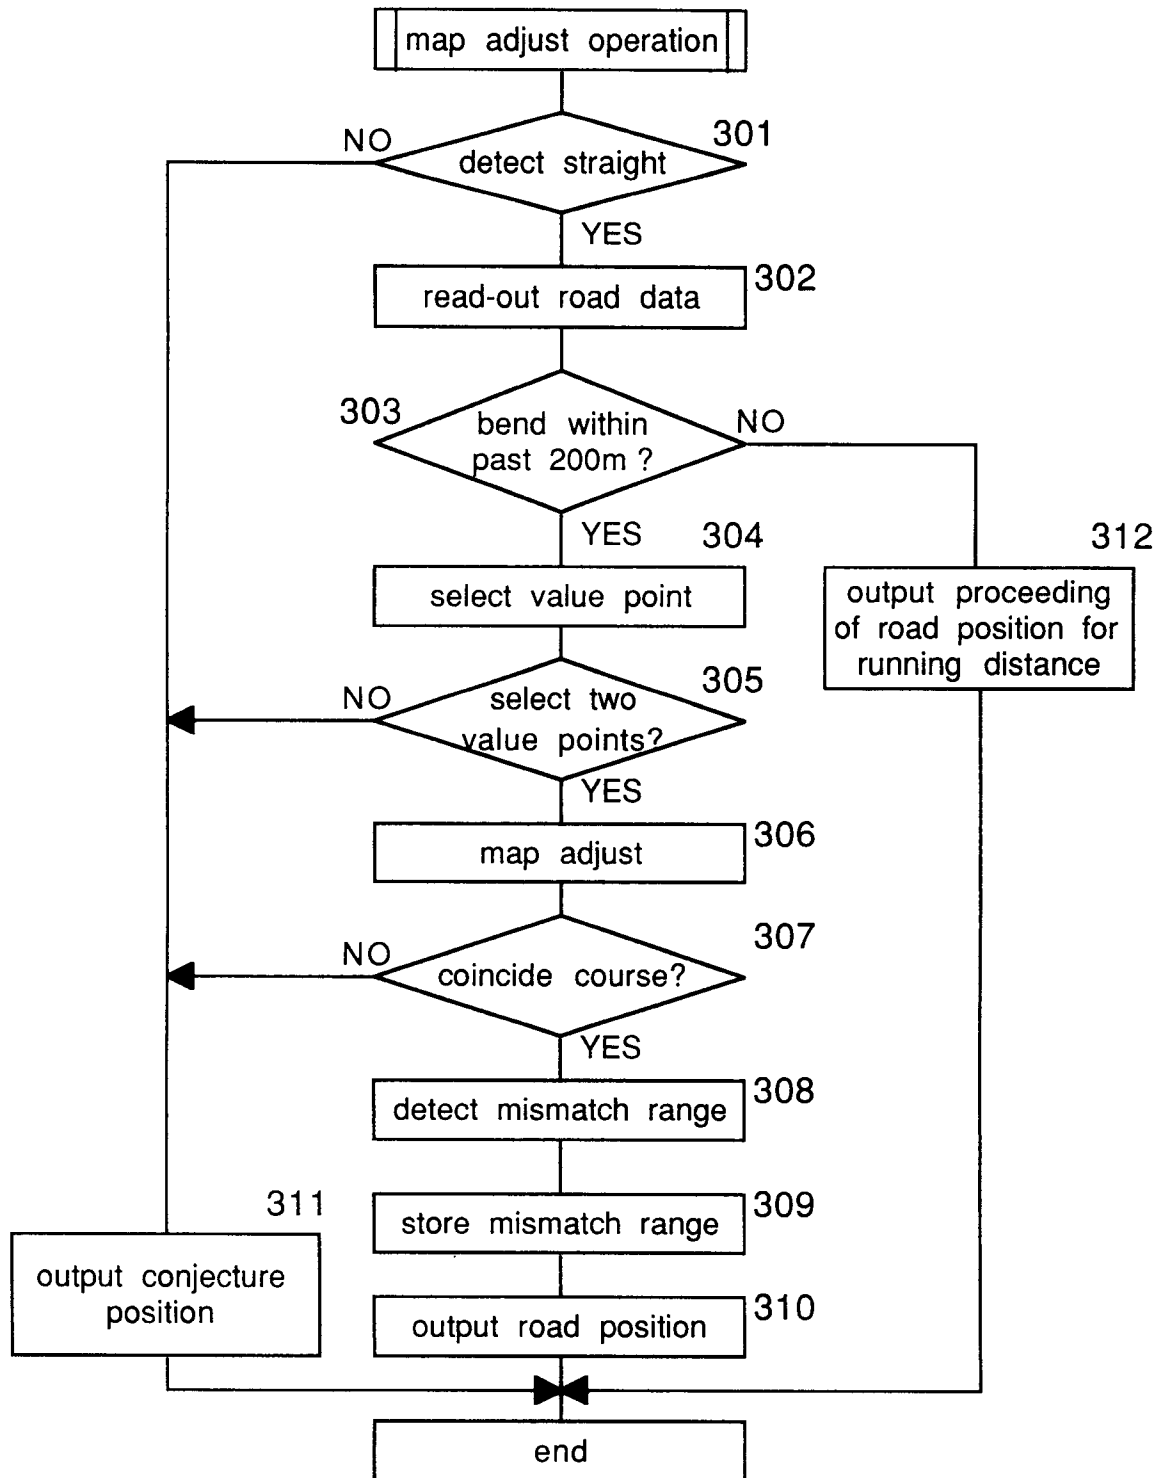 map adjust operation
NO
301
detect straight
YES
302
read-out road data
303
bend within
past 200m ?
NO
YES
304
312
select value point
output proceeding
of road position for
running distance
NO
305
select two
value points?
YES
306
map adjust
307
NO
coincide course?
YES
308
detect mismatch range
311
309
store mismatch range
output conjecture
position
310
output road position
end